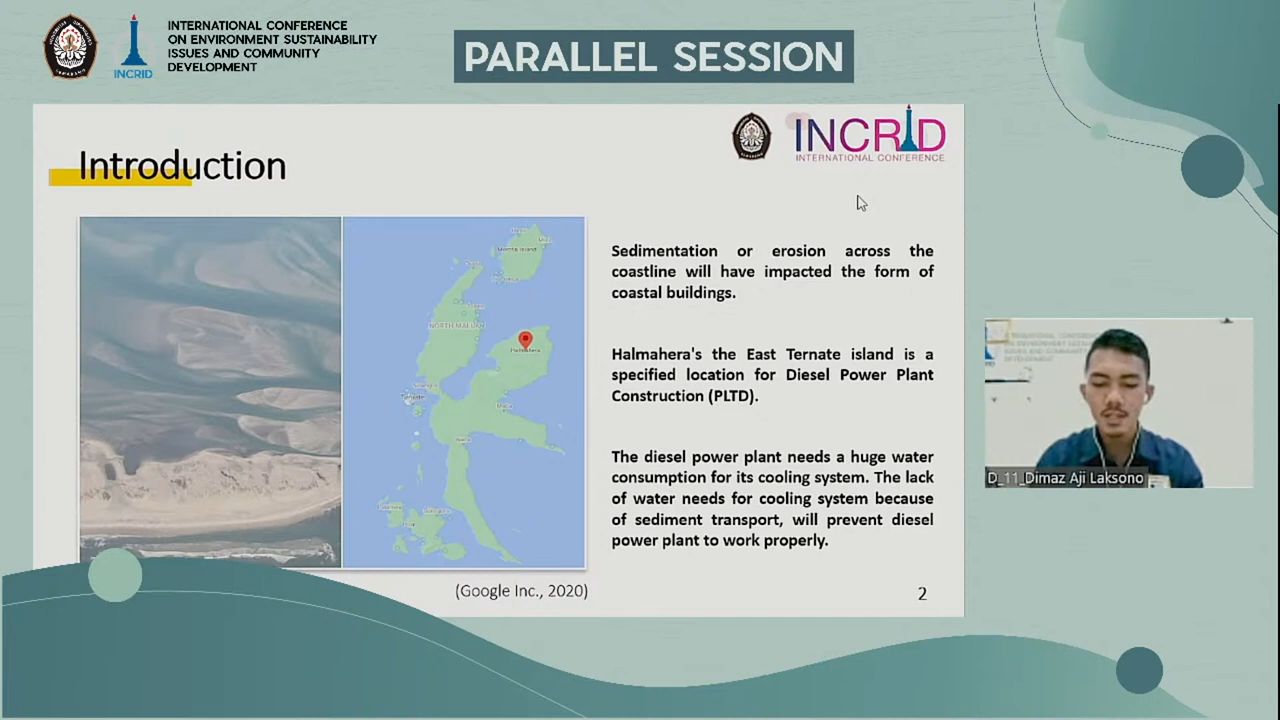 INTERNATIONAL CONFERENCE
ON ENVIRONMENT SUSTAINABILITY
ISSUES AND COMMUNITY
DEVELOPMENT
INCRID
PARALLEL SESSION
INCRID
INTERNATIONAL CONFERENCE
Introduction
NORTH MALUKU
Halmahera
Ternate
Sedimentation or erosion across the
coastline will have impacted the form of
coastal buildings.
Halmahera's the East Ternate island is a
specified location for Diesel Power Plant
Construction (PLTD).
The diesel power plant needs a huge water
consumption for its cooling system. The lack
of water needs for cooling system because
of sediment transport, will prevent diesel
power plant to work properly.
(Google Inc., 2020)
2
D_11_Dimaz Aji Laksono